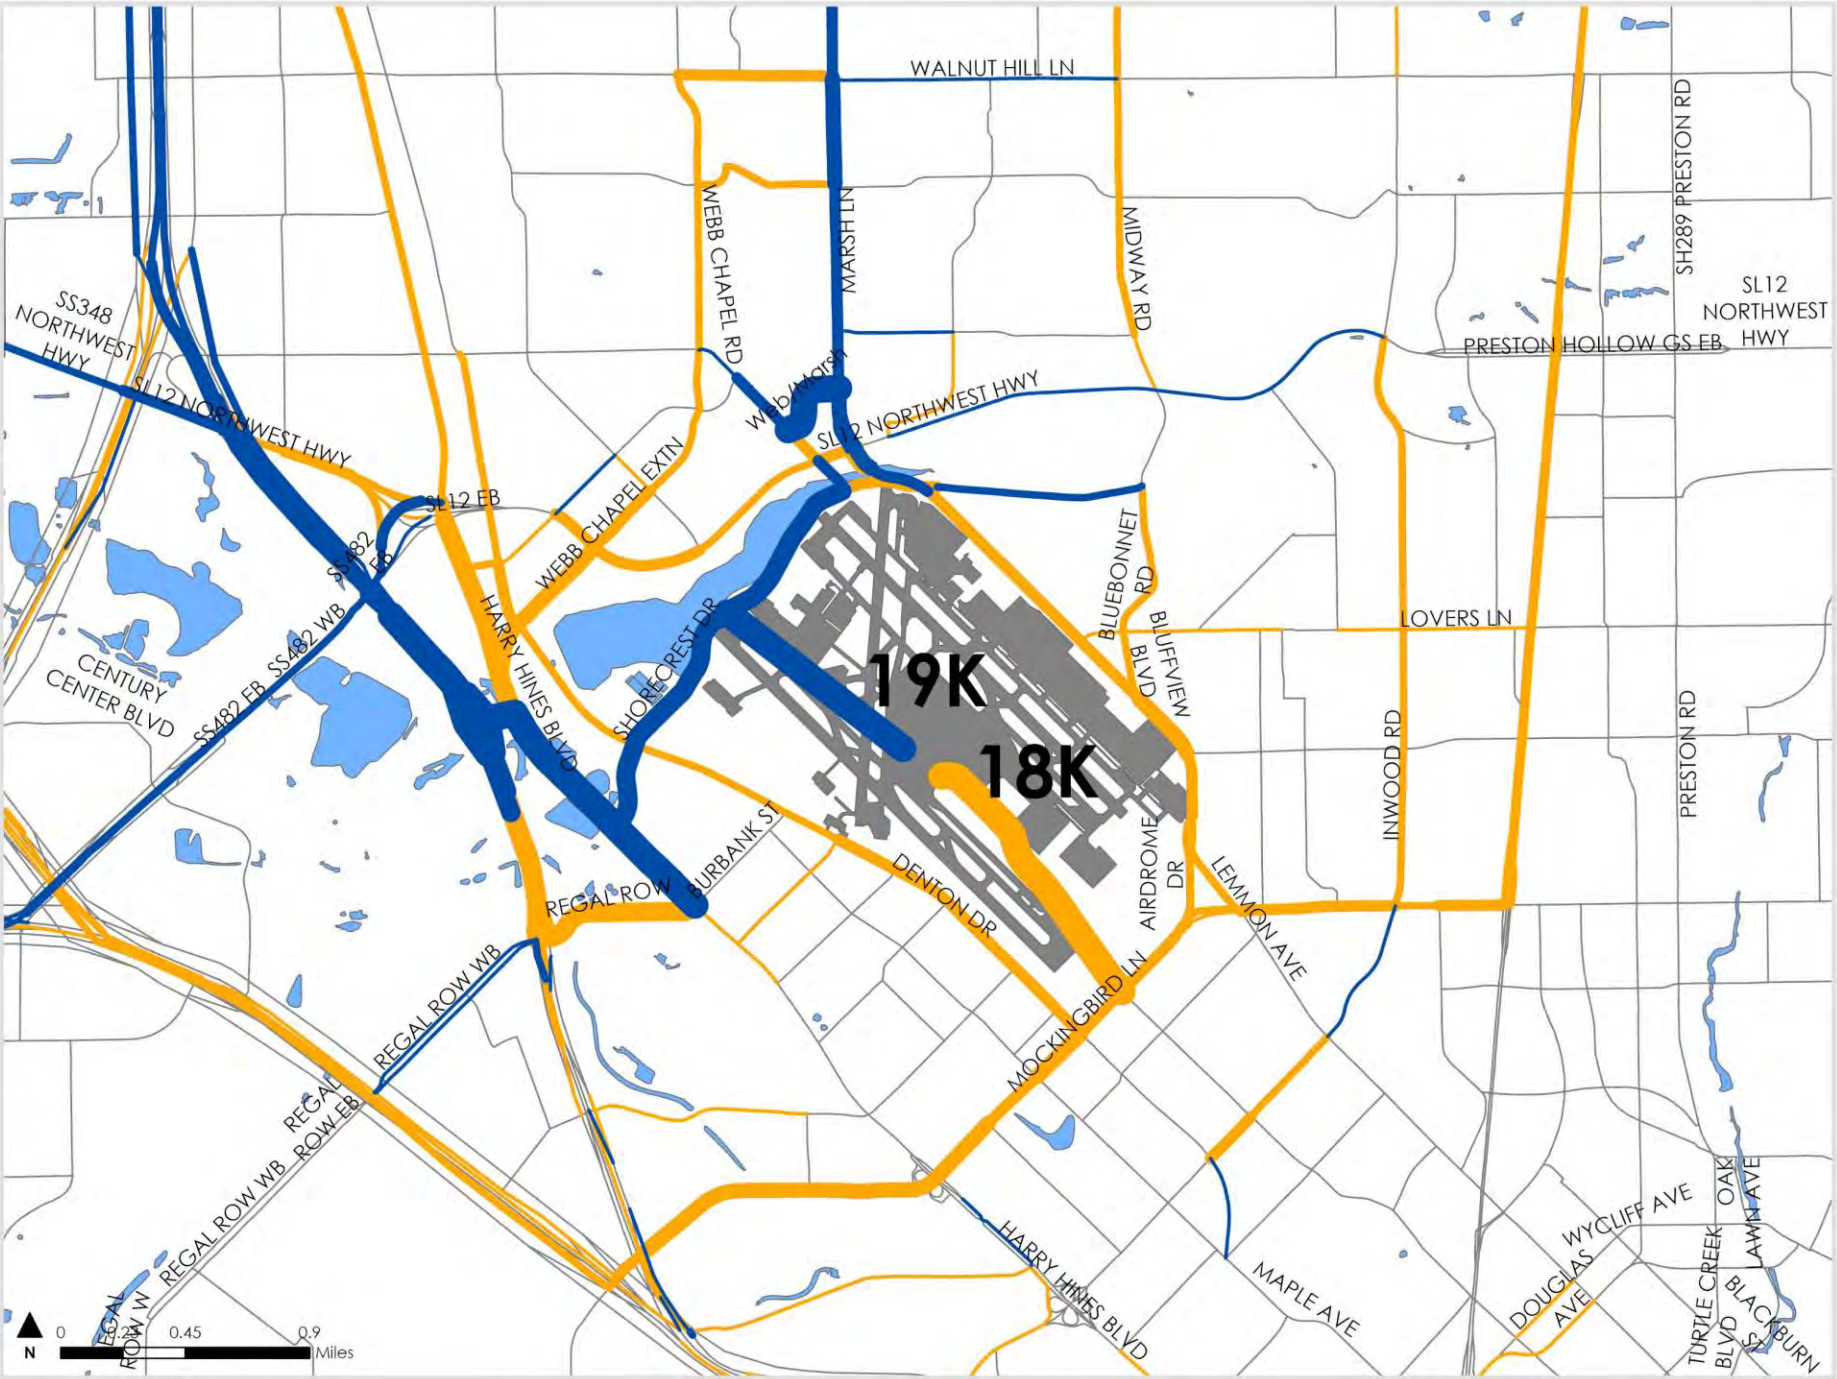 WALNUT HILL LN
SH289 PRESTON RD
WEBB CHAPEL RD
MARSH LN
MIDWAY RD
SS348
NORTHWEST
HWY
SL12
NORTHWEST
HWY
PRESTON HOLLOW GS EB
SL12 NORTHWEST HWY
Web/Marsh
SL12 NORTHWEST HWY
SL12 EB
WEBB CHAPEL EXTN
SS482
EB
BLUEBONNET
RD
BLUFFVIEW
BLVD
LOVERS LN
HARRY HINES BLVD
SHORECREST DR
SS482 EB SS482 WB
CENTURY
CENTER BLVD
19K
18K
INWOOD RD
PRESTON RD
BURBANK ST
AIRDROME
DR
LEMMON AVE
DENTON DR
REGAL ROW
REGAL ROW WB
MOCKINGBIRD LN
REGAL
ROW EB
REGAL ROW WB
HARRY HINES BLVD
MAPLE AVE
WYCLIFF AVE
DOUGLAS
AVE
OAK
LAWN AVE
TURTLE CREEK
BLVD
BLACKBURN
ST
EGAL
ROW W
N
0 0.45 0.9
Miles